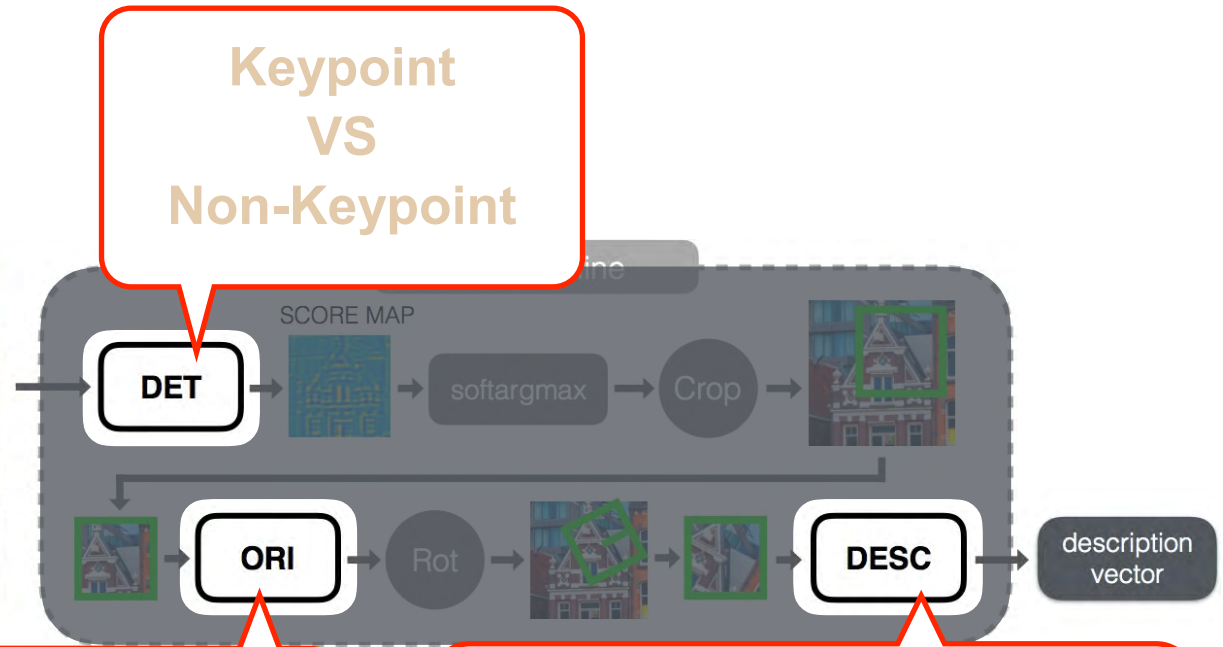 Keypoint
VS
Non-Keypoint
SCORE MAP
DET
softargmax
Crop
ORI
Rot
DESC
description
vector